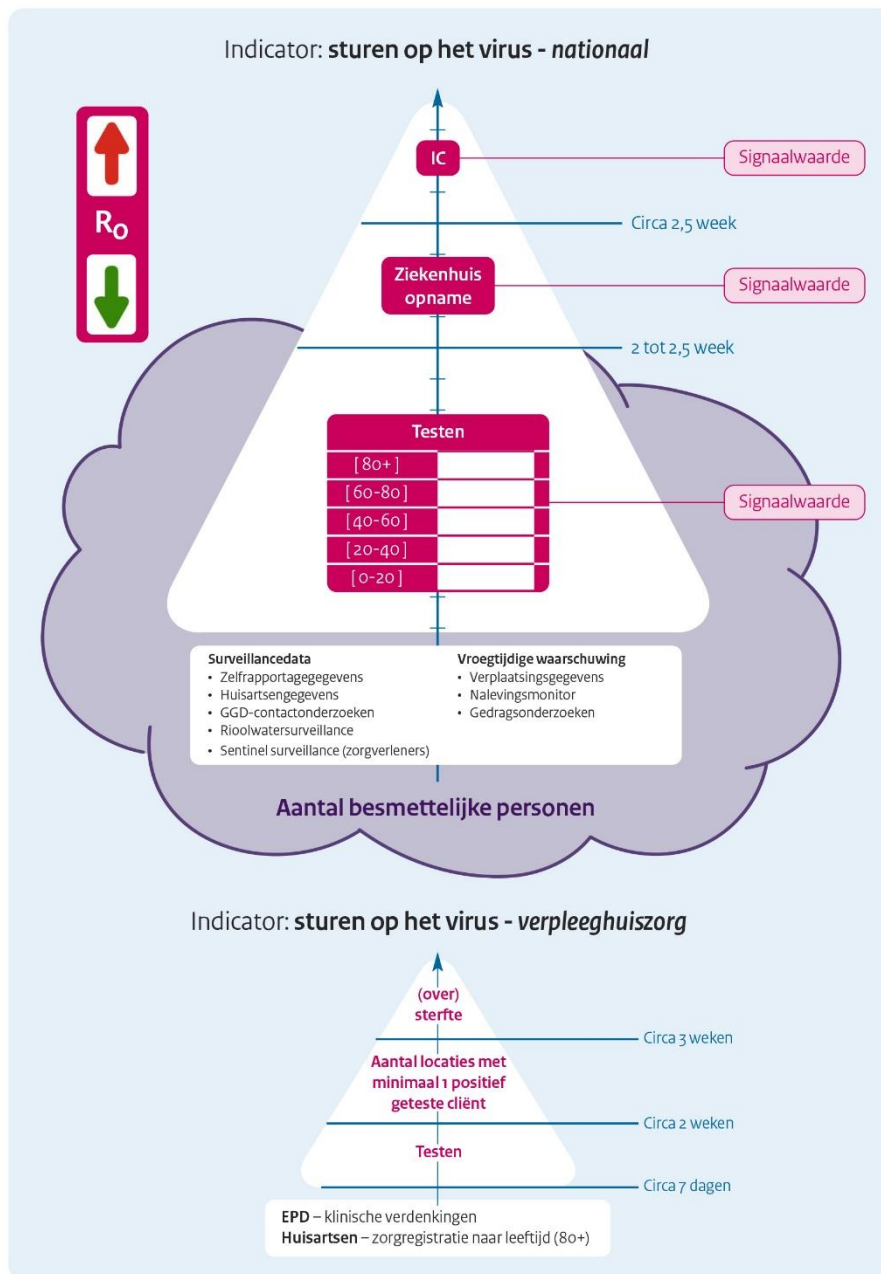 Indicator: sturen op het virus - nationaal
R0
IC
Signaalwaarde
Circa 2,5 week
Ziekenhuis
opname
Signaalwaarde
2 tot 2,5 week
Testen
[80+]
[60-80]
[40-60]
[20-40]
[0-20]
Signaalwaarde
Surveillancedata
• Zelfrapportagegegevens
• Huisartsengegevens
• GGD-contactonderzoeken
• Rioolwatersurveillance
• Sentinel surveillance (zorgverleners)
Vroegtijdige waarschuwing
• Verplaatsingsgegevens
• Nalevingsmonitor
• Gedragsonderzoeken
Aantal besmettelijke personen
Indicator: sturen op het virus - verpleeghuiszorg
(over)
sterfte
Circa 3 weken
Aantal locaties met
minimaal 1 positief
geteste cliënt
Circa 2 weken
Testen
Circa 7 dagen
EPD – klinische verdenkingen
Huisartsen – zorgregistratie naar leeftijd (80+)